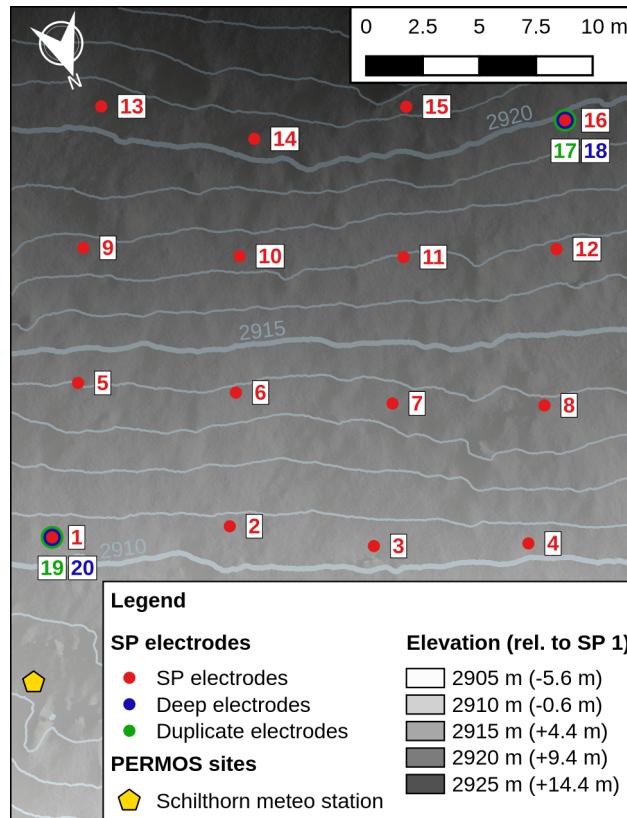 0 2.5 5 7.5 10 m
N
13
15
2920
16
14
17 18
9
10
11
12
2915
5
6
7
8
1
2
3
4
2910
19 20
Legend
SP electrodes
SP electrodes
Deep electrodes
Duplicate electrodes
PERMOS sites
Schilthorn meteo station
Elevation (rel. to SP 1)
2905 m (-5.6 m)
2910 m (-0.6 m)
2915 m (+4.4 m)
2920 m (+9.4 m)
2925 m (+14.4 m)